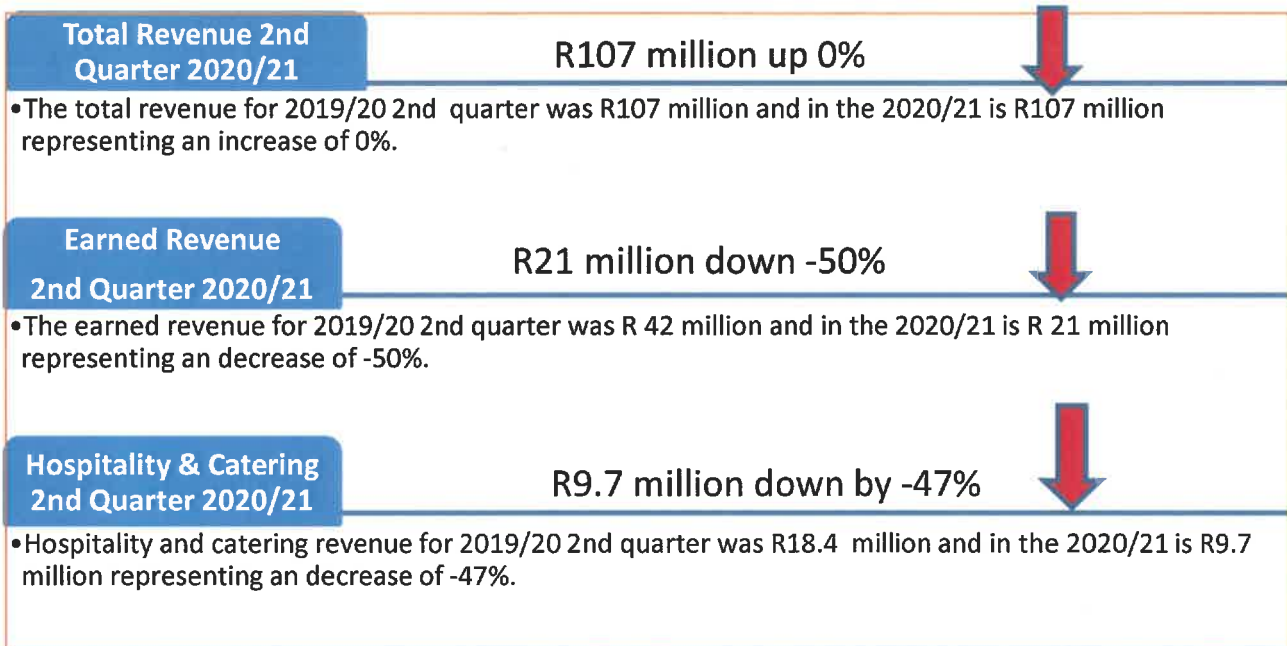 Total Revenue 2nd
Quarter 2020/21
R107 million up 0%
•The total revenue for 2019/20 2nd quarter was R107 million and in the 2020/21 is R107 million
representing an increase of 0%.
Earned Revenue
2nd Quarter 2020/21
R21 million down -50%
•The earned revenue for 2019/20 2nd quarter was R 42 million and in the 2020/21 is R 21 million
representing an decrease of -50%.
Hospitality & Catering
2nd Quarter 2020/21
R9.7 million down by -47%
•Hospitality and catering revenue for 2019/20 2nd quarter was R18.4 million and in the 2020/21 is R9.7
million representing an decrease of -47%.